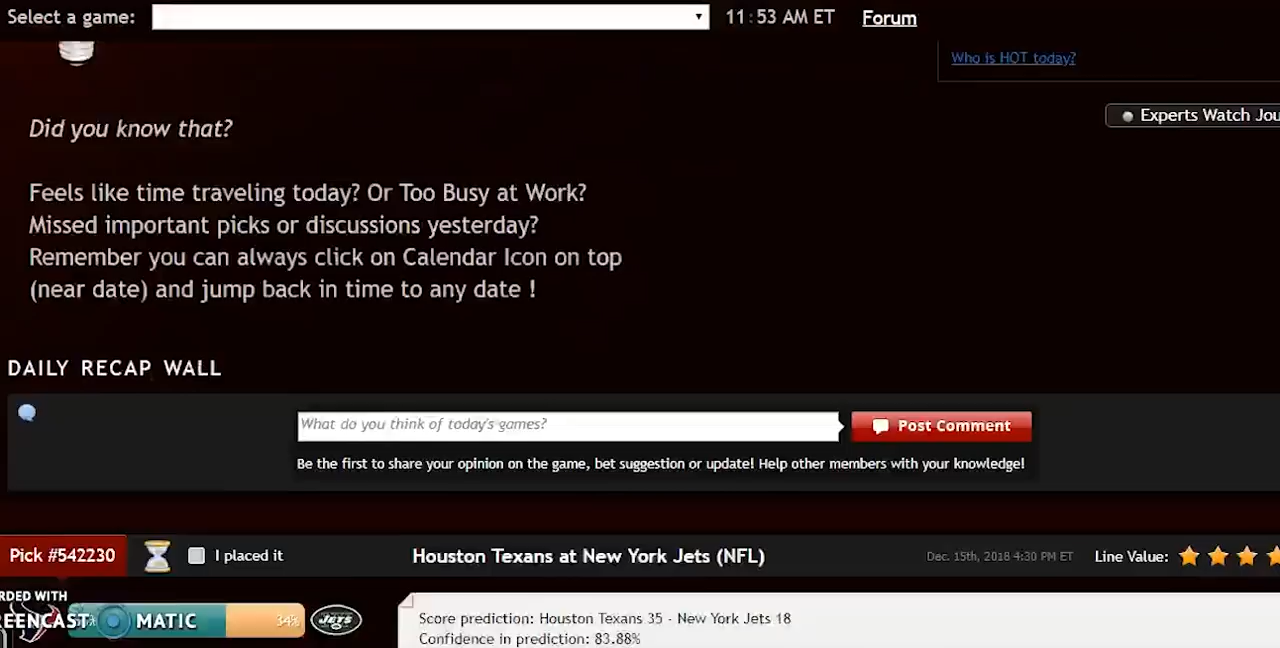 Select a game:
11:53 AM ET
Forum
Who is HOT today?
Experts Watch Jou
Did you know that?
Feels like time traveling today? Or Too Busy at Work?
Missed important picks or discussions yesterday?
Remember you can always click on Calendar Icon on top
(near date) and jump back in time to any date !
DAILY RECAP WALL
What do you think of today's games?
Post Comment
Be the first to share your opinion on the game, bet suggestion or update! Help other members with your knowledge!
Pick #542230
I placed it
Houston Texans at New York Jets (NFL)
Dec. 15th, 2018 4:30 PM ET
Line Value:
RDED WITH
REENCAST MATIC
34%
JETS
Score prediction: Houston Texans 35 - New York Jets 18
Confidence in prediction: 83.88%